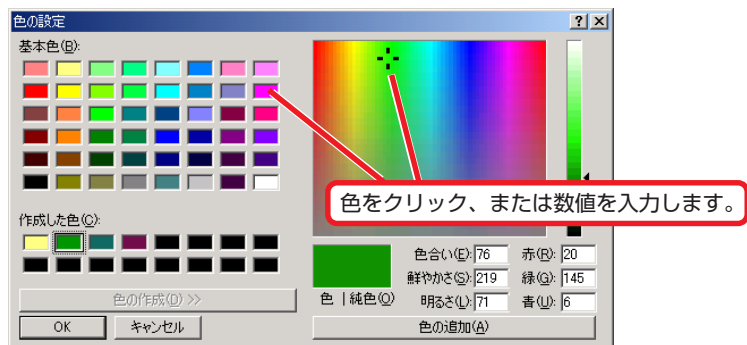 色の設定
基本色(B):
色をクリック、または数値を入力します。
作成した色(C):
色合い(E): 76 赤(R): 20
鮮やかさ(S): 219 緑(G): 145
色 | 純色(O) 明るさ(L): 71 青(U): 6
色の作成(D) >>
OK キャンセル 色の追加(A)